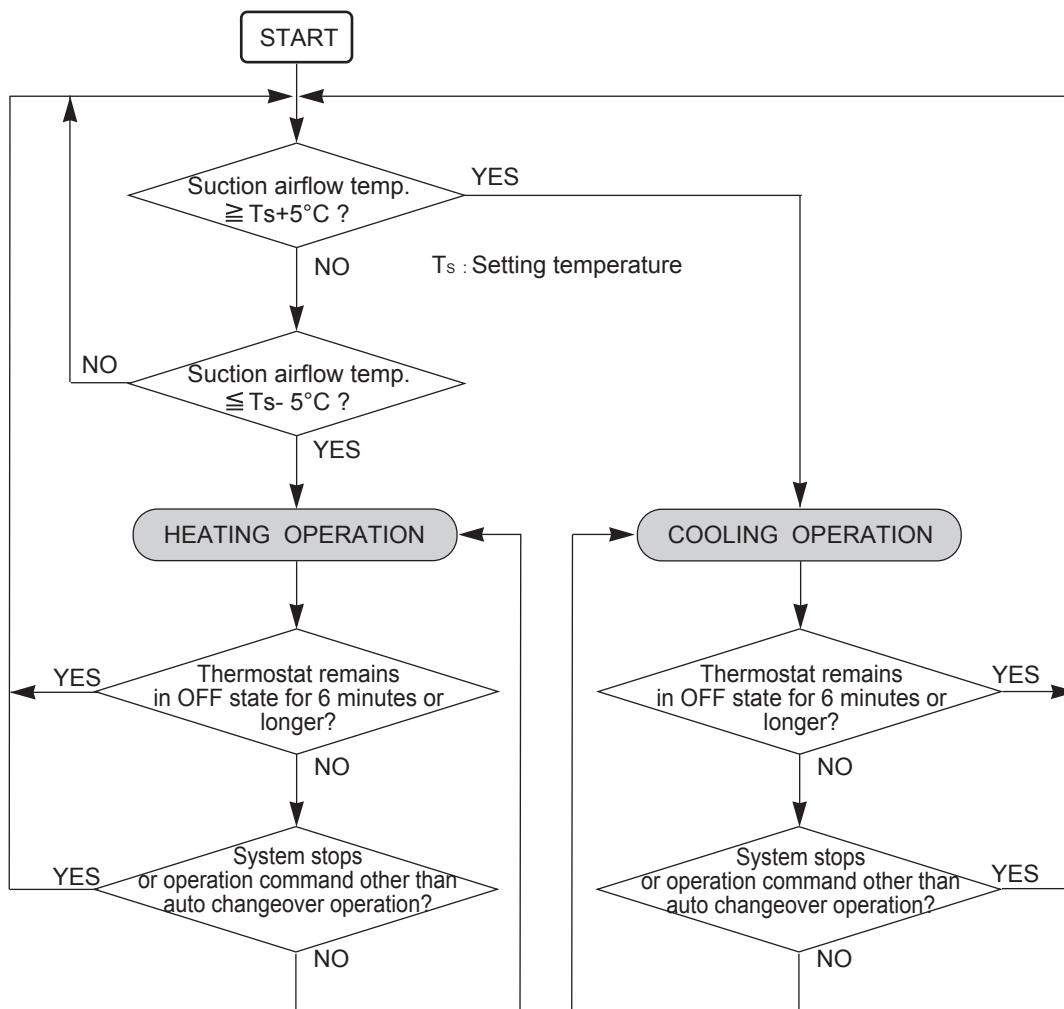 START
Suction airflow temp.
≧ Ts+5°C ?
YES
NO
Ts : Setting temperature
NO
Suction airflow temp.
≦ Ts- 5°C ?
YES
HEATING OPERATION
COOLING OPERATION
YES
Thermostat remains
in OFF state for 6 minutes or
longer?
NO
Thermostat remains
in OFF state for 6 minutes or
longer?
YES
NO
YES
System stops
or operation command other than
auto changeover operation?
NO
System stops
or operation command other than
auto changeover operation?
YES
NO